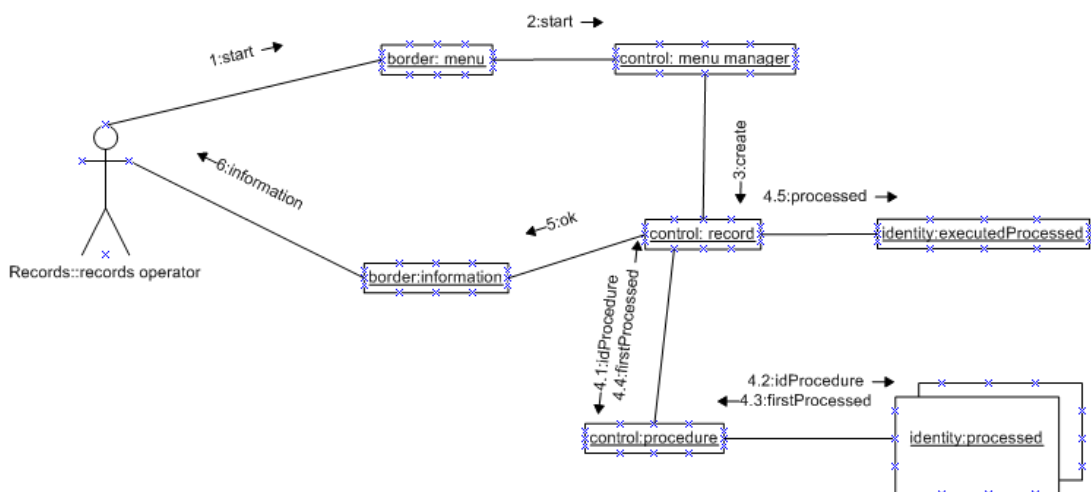 2:start
1:start
border: menu
control: menu manager
3:create
6:information
4.5:processed
5:ok
control: record
identity:executedProcessed
Records::records operator
border:information
4.1:idProcedure
4.4:firstProcessed
4.2:idProcedure
4.3:firstProcessed
control:procedure
identity:processed